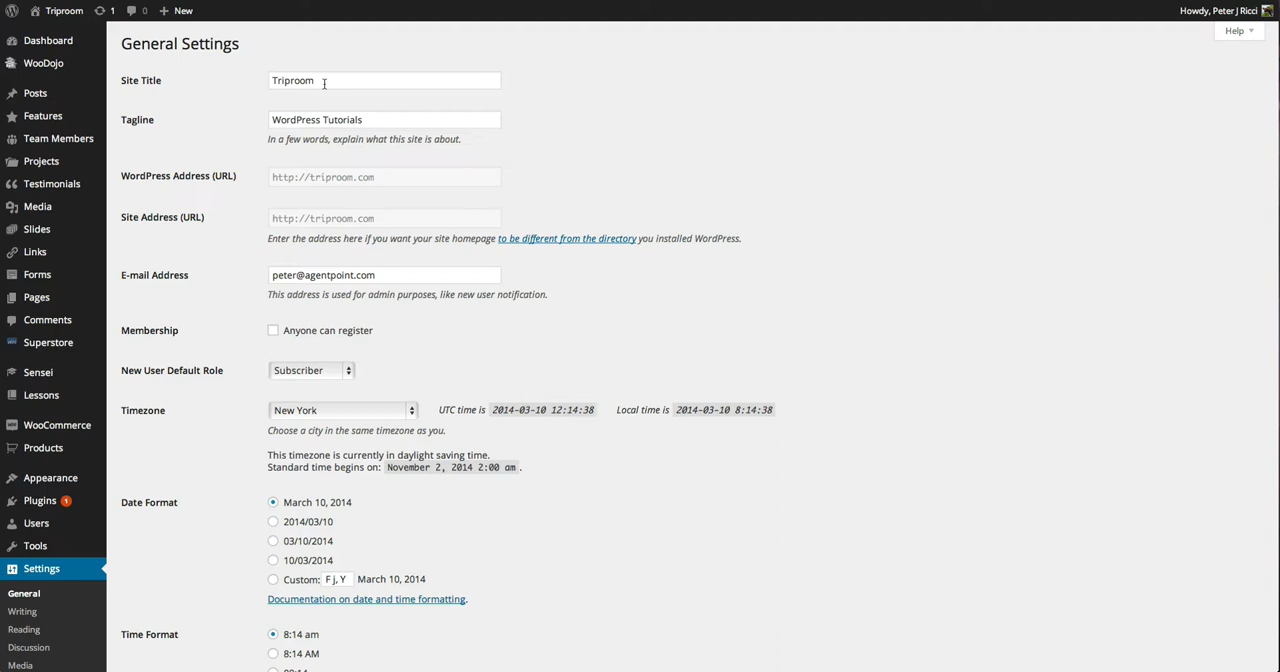 Triproom 1 0 New Howdy, Peter J Ricci
Help
Dashboard
WooDojo
Posts
Features
Team Members
Projects
Testimonials
Media
Slides
Links
Forms
Pages
Comments
Superstore
Sensei
Lessons
WooCommerce
Products
Appearance
Plugins 1
Users
Tools
Settings
General
Writing
Reading
Discussion
Media
General Settings
Site Title Triproom
Tagline WordPress Tutorials
In a few words, explain what this site is about.
WordPress Address (URL) http://triproom.com
Site Address (URL) http://triproom.com
Enter the address here if you want your site homepage to be different from the directory you installed WordPress.
E-mail Address peter@agentpoint.com
This address is used for admin purposes, like new user notification.
Membership Anyone can register
New User Default Role Subscriber
Timezone New York UTC time is 2014-03-10 12:14:38 Local time is 2014-03-10 8:14:38
Choose a city in the same timezone as you.
This timezone is currently in daylight saving time.
Standard time begins on: November 2, 2014 2:00 am .
Date Format March 10, 2014
2014/03/10
03/10/2014
10/03/2014
Custom: F j, Y March 10, 2014
Documentation on date and time formatting.
Time Format 8:14 am
8:14 AM